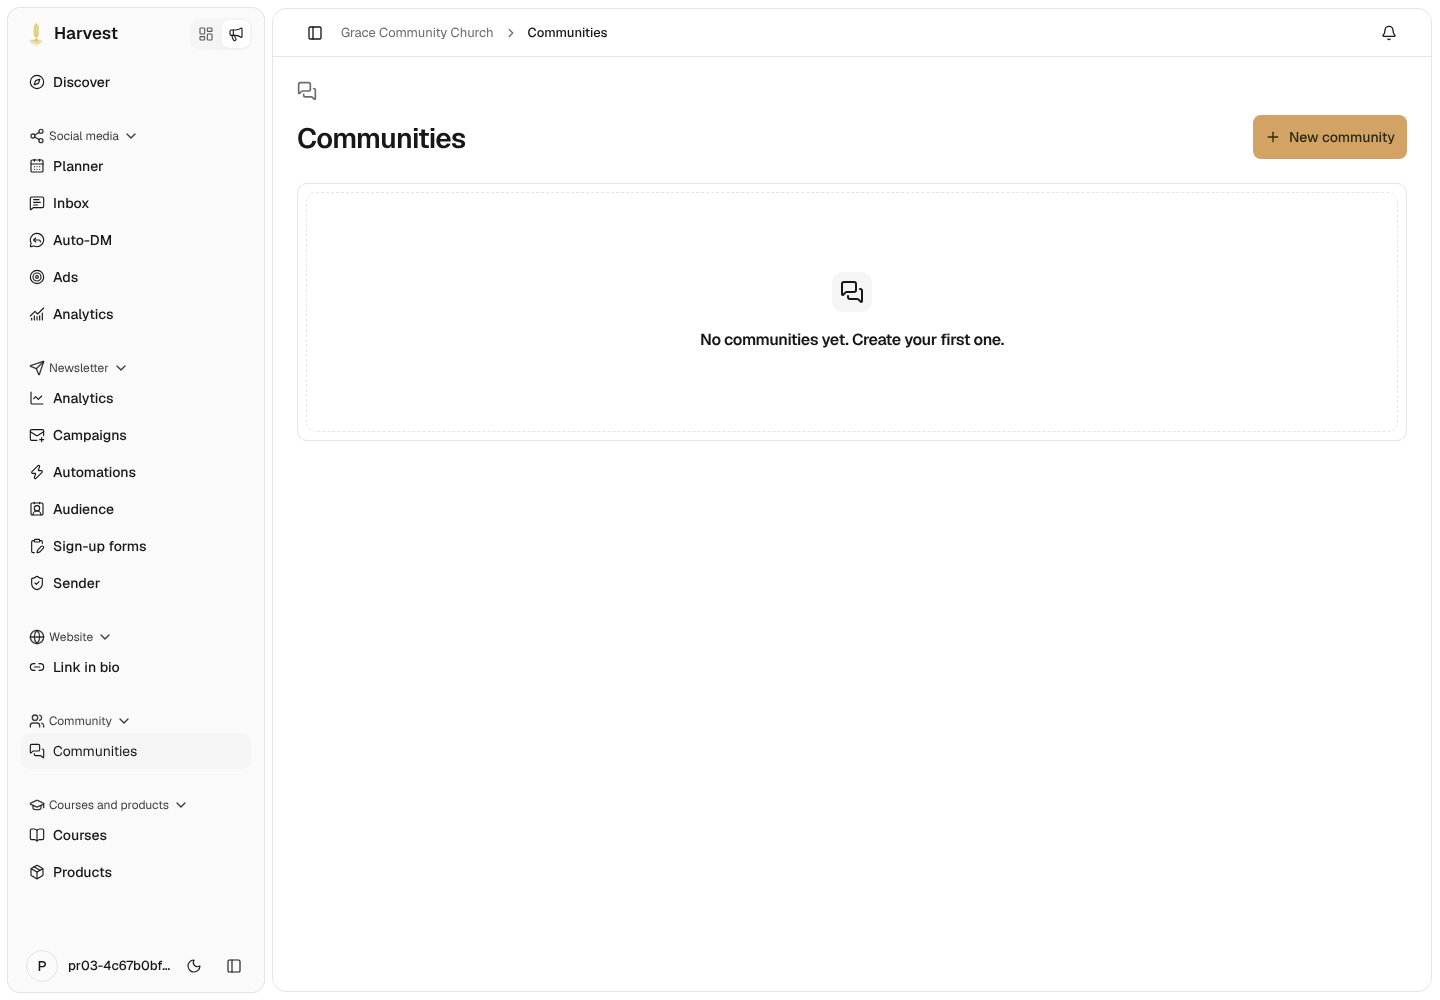 Harvest
Discover
Social media
Planner
Inbox
Auto-DM
Ads
Analytics
Newsletter
Analytics
Campaigns
Automations
Audience
Sign-up forms
Sender
Website
Link in bio
Community
Communities
Courses and products
Courses
Products
P
pr03-4c67b0bf...
Grace Community Church
Communities
Communities
New community
No communities yet. Create your first one.